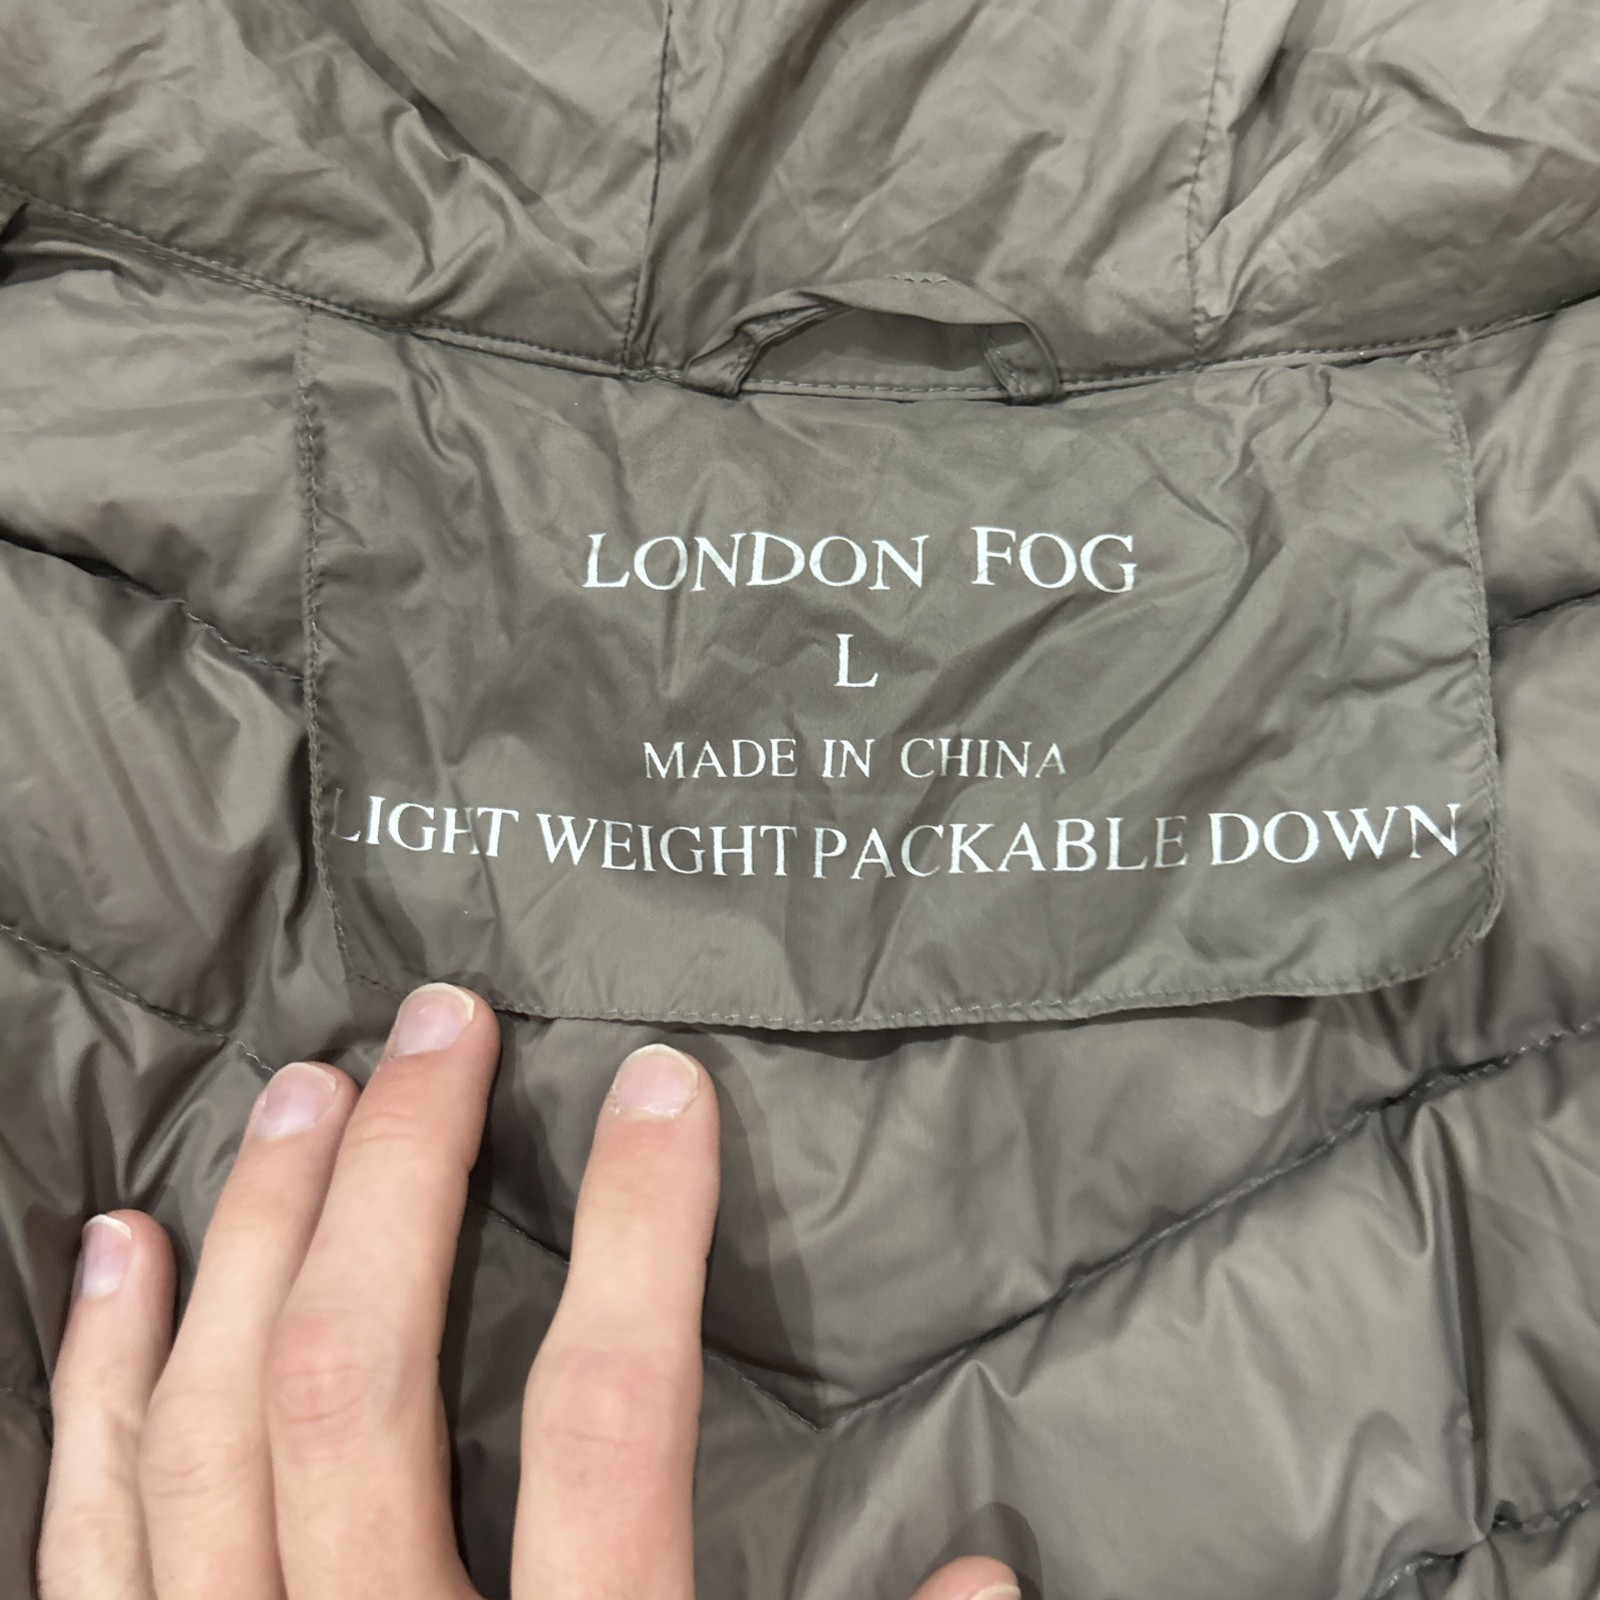 LONDON FOG
L
MADE IN CHINA
LIGHT WEIGHT PACKABLE DOWN